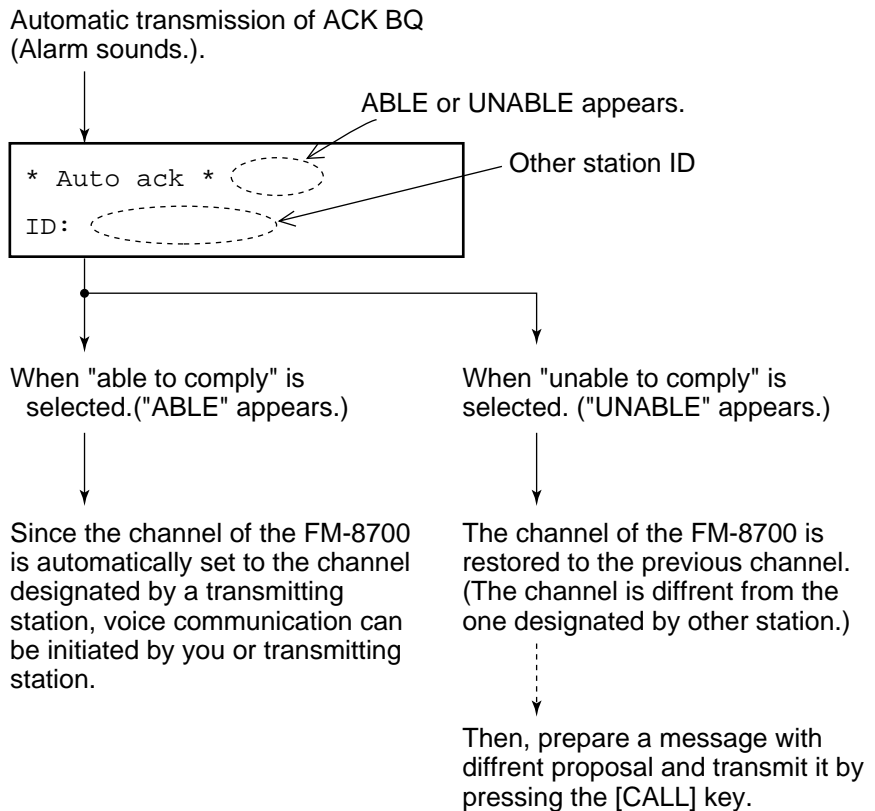 Automatic transmission of ACK BQ
(Alarm sounds.).
ABLE or UNABLE appears.
Other station ID
* Auto ack *
ID:
When "able to comply" is
selected.("ABLE" appears.)
Since the channel of the FM-8700
is automatically set to the channel
designated by a transmitting
station, voice communication can
be initiated by you or transmitting
station.
When "unable to comply" is
selected. ("UNABLE" appears.)
The channel of the FM-8700 is
restored to the previous channel.
(The channel is diffrent from the
one designated by other station.)
Then, prepare a message with
diffrent proposal and transmit it by
pressing the [CALL] key.